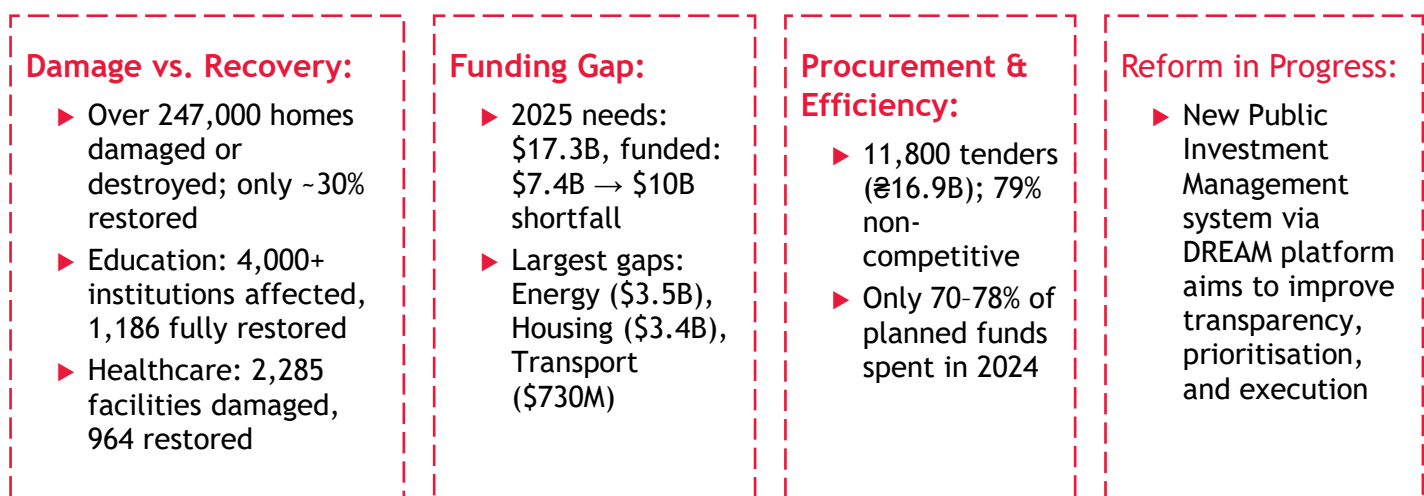 Damage vs. Recovery:
▶ Over 247,000 homes
damaged or
destroyed; only ~30%
restored
▶ Education: 4,000+
institutions affected,
1,186 fully restored
▶ Healthcare: 2,285
facilities damaged,
964 restored
Funding Gap:
▶ 2025 needs:
$17.3B, funded:
$7.4B → $10B
shortfall
▶ Largest gaps:
Energy ($3.5B),
Housing ($3.4B),
Transport
($730M)
Procurement &
Efficiency:
▶ 11,800 tenders
(₴16.9B); 79%
non-
competitive
▶ Only 70–78% of
planned funds
spent in 2024
Reform in Progress:
▶ New Public
Investment
Management
system via
DREAM platform
aims to improve
transparency,
prioritisation,
and execution